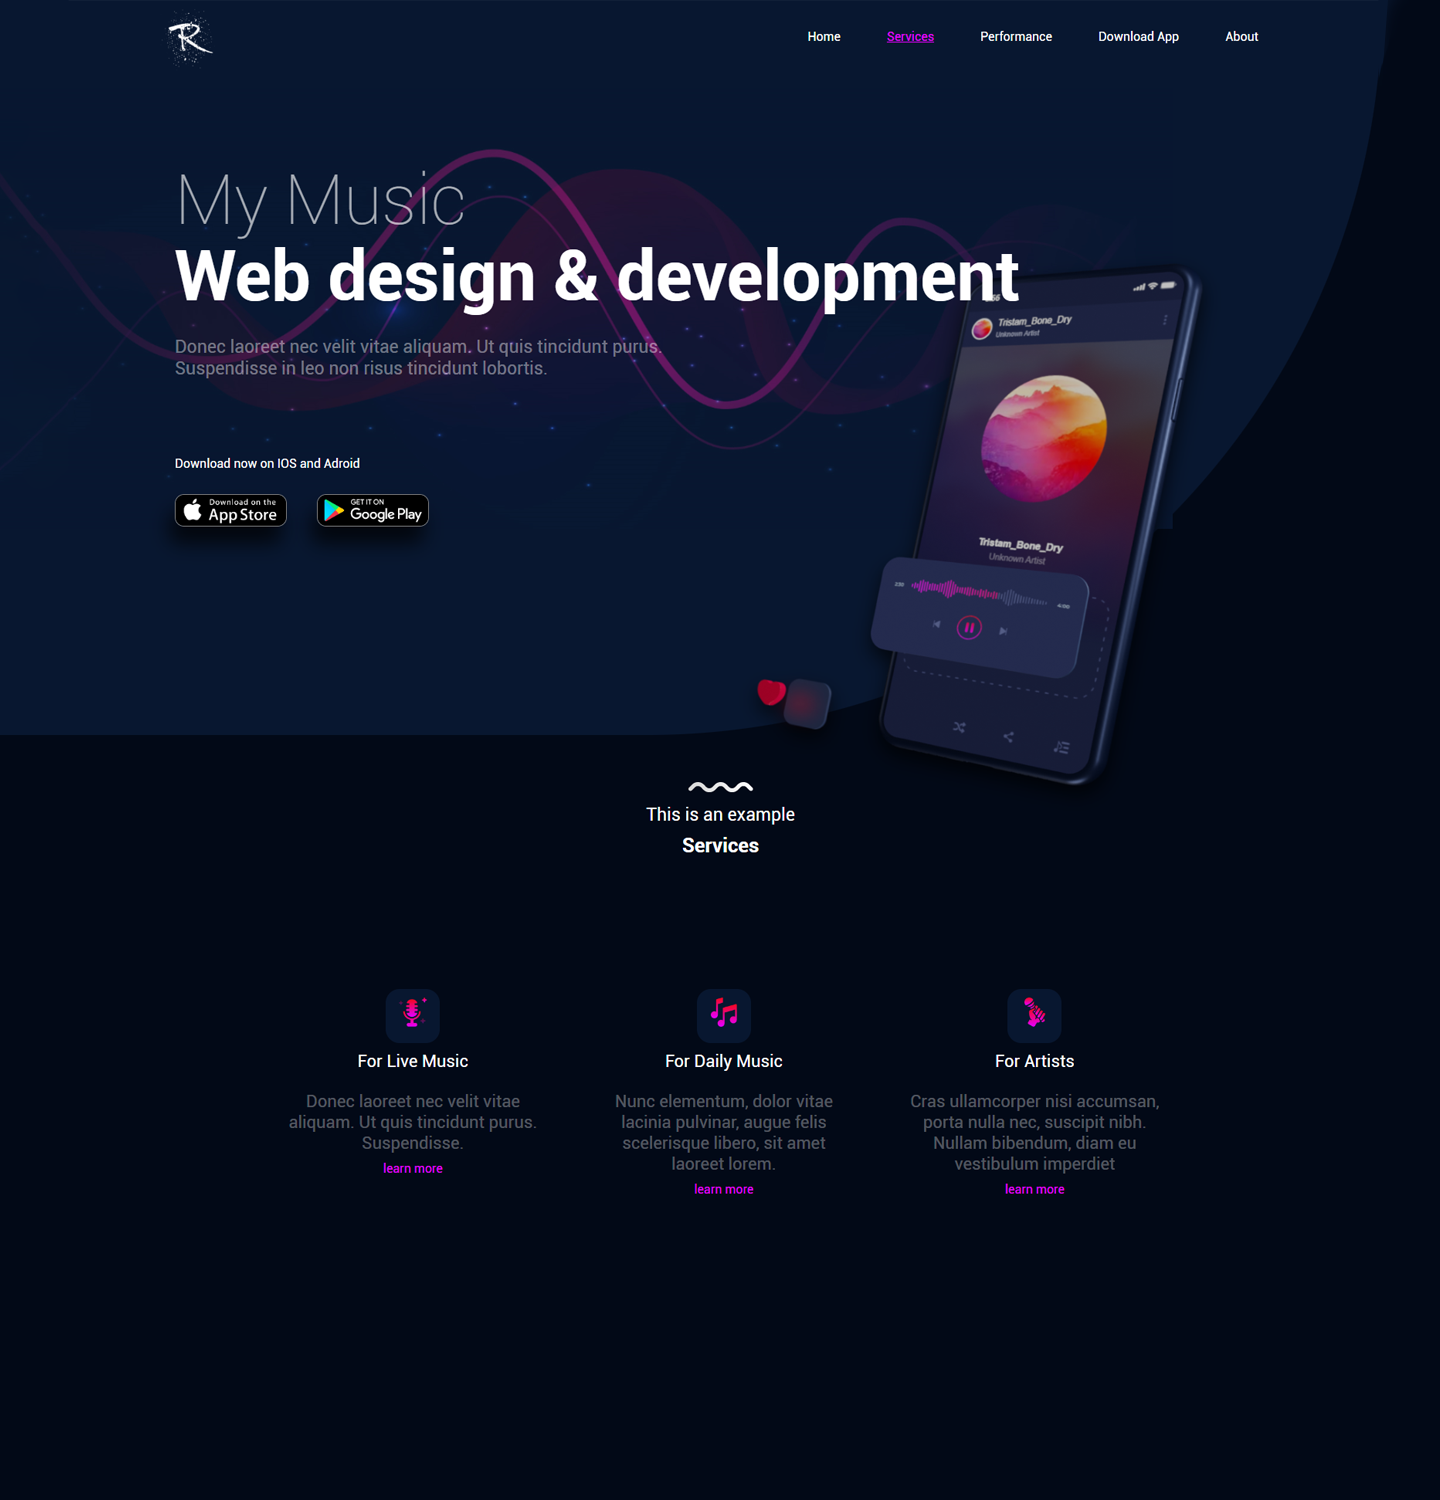 R
Home
Services
Performance
Download App
About
My Music
Web design & development
Donec laoreet nec velit vitae aliquam. Ut quis tincidunt purus.
Suspendisse in leo non risus tincidunt lobortis.
Download now on IOS and Adroid
Download on the
App Store
GET IT ON
Google Play
Tristam_Bone_Dry
Unknown Artist
Tristam_Bone_Dry
Unknown Artist
This is an example
Services
For Live Music
Donec laoreet nec velit vitae
aliquam. Ut quis tincidunt purus.
Suspendisse.
learn more
For Daily Music
Nunc elementum, dolor vitae
lacinia pulvinar, augue felis
scelerisque libero, sit amet
laoreet lorem.
learn more
For Artists
Cras ullamcorper nisi accumsan,
porta nulla nec, suscipit nibh.
Nullam bibendum, diam eu
vestibulum imperdiet
learn more